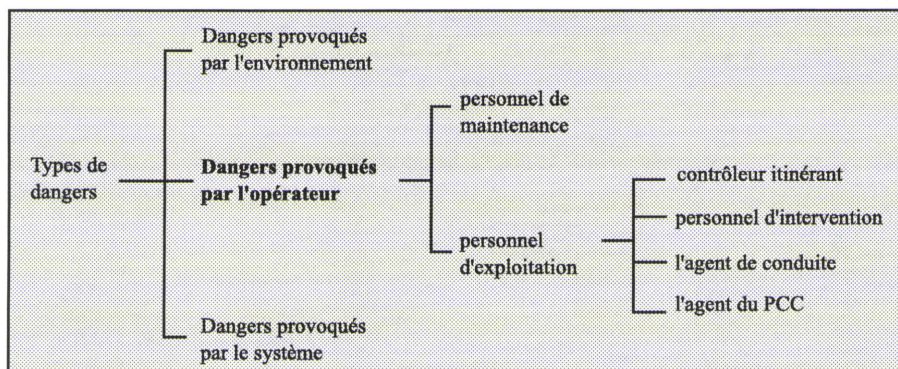 Dangers provoqués
par l'environnement
Types de
dangers
Dangers provoqués
par l'opérateur
personnel de
maintenance
personnel
d'exploitation
contrôleur itinérant
personnel d'intervention
l'agent de conduite
l'agent du PCC
Dangers provoqués
par le système